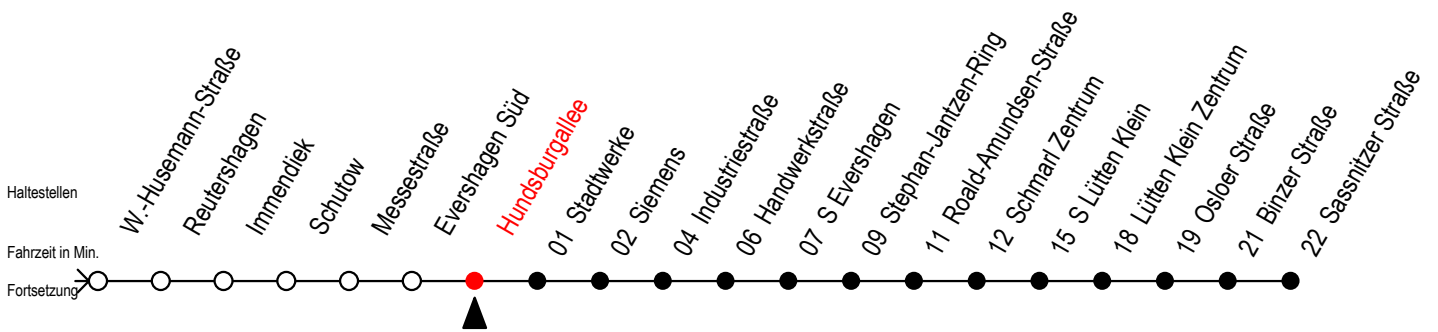 Haltestellen
Fahrzeit in Min.
Fortsetzung
W.-Husemann-Straße
Reutershagen
Immendiek
Schutow
Messestraße
Evershagen Süd
Hundsburgallee
01 Stadtwerke
02 Siemens
04 Industriestraße
06 Handwerkstraße
07 S Evershagen
09 Stephan-Jantzen-Ring
11 Roald-Amundsen-Straße
12 Schmarl Zentrum
15 S Lütten Klein
18 Lütten Klein Zentrum
19 Osloer Straße
21 Binzer Straße
22 Sassnitzer Straße